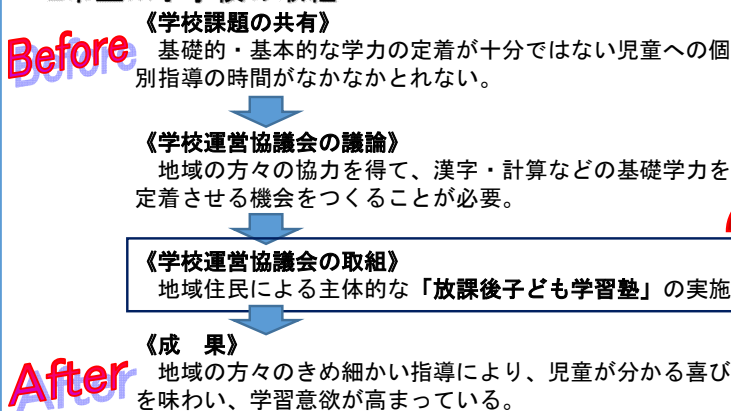 《学校課題の共有》
Before
　基礎的・基本的な学力の定着が十分ではない児童への個
別指導の時間がなかなかとれない。
《学校運営協議会の議論》
　地域の方々の協力を得て、漢字・計算などの基礎学力を
定着させる機会をつくることが必要。
《学校運営協議会の取組》
　地域住民による主体的な「放課後子ども学習塾」の実施
《成　果》
After
　地域の方々のきめ細かい指導により、児童が分かる喜び
を味わい、学習意欲が高まっている。